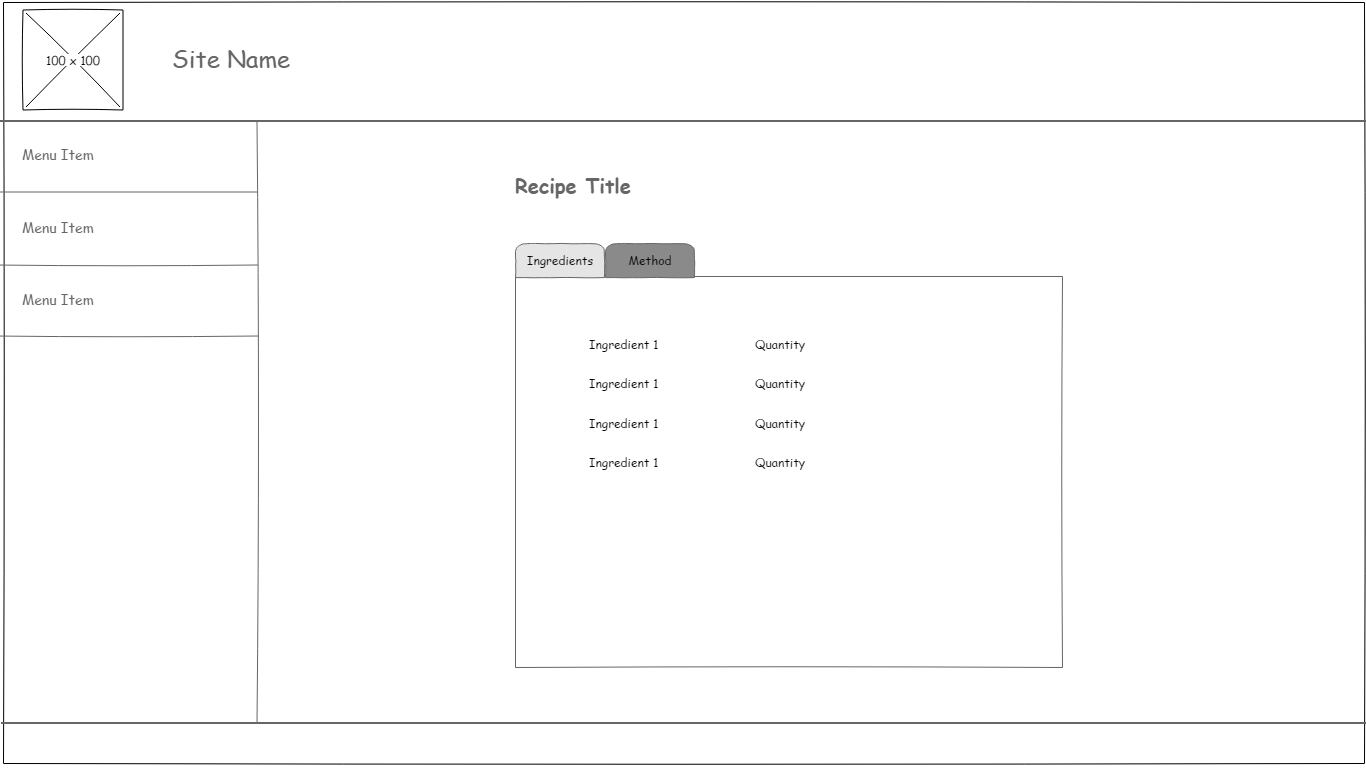 100 x 100
Site Name
Menu Item
Menu Item
Menu Item
Recipe Title
Ingredients Method
Ingredient 1 Quantity
Ingredient 1 Quantity
Ingredient 1 Quantity
Ingredient 1 Quantity